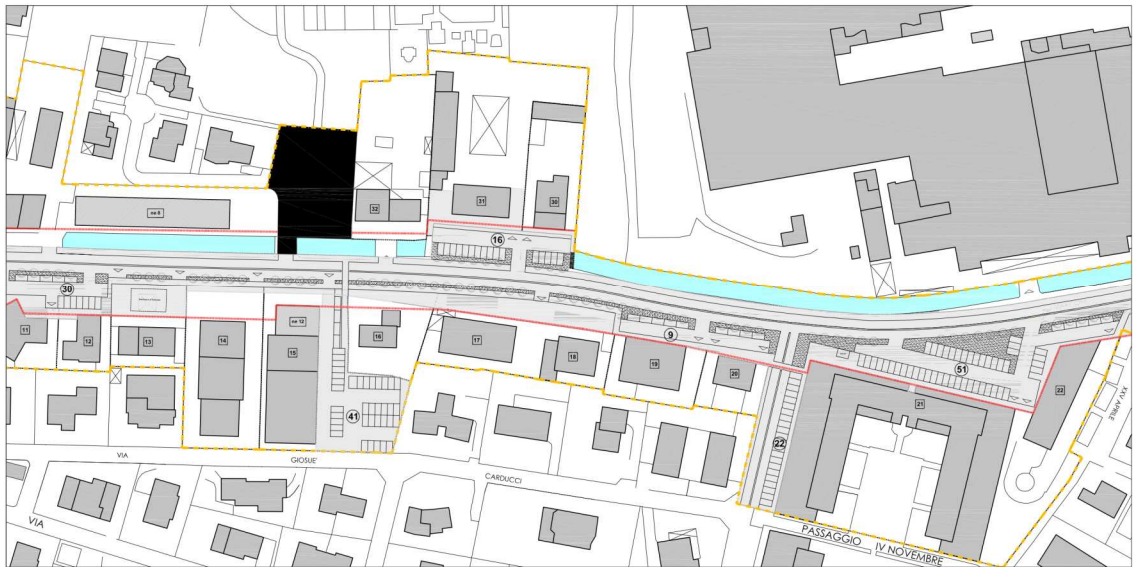 ne 8
32
31
30
16
30
11
12
13
14
ne 12
15
16
17
18
19
20
9
51
21
22
22
41
XXV APRILE
VIA
GIOSUE'
CARDUCCI
VIA
PASSAGGIO
IV NOVEMBRE